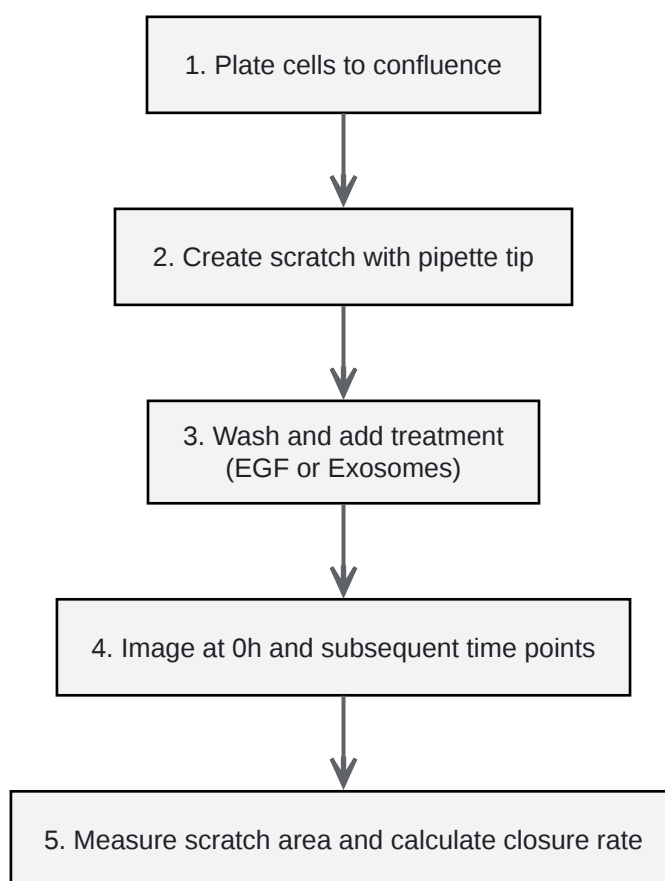 1. Plate cells to confluence
2. Create scratch with pipette tip
3. Wash and add treatment
(EGF or Exosomes)
4. Image at 0h and subsequent time points
5. Measure scratch area and calculate closure rate